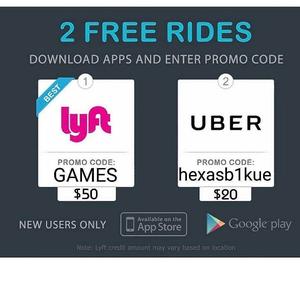 2 FREE RIDES
DOWNLOAD APPS AND ENTER PROMO CODE
1
2
BEST
lyft
UBER
PROMO CODE:
PROMO CODE:
GAMES
hexasb1kue
$50
$20
NEW USERS ONLY
Available on the
App Store
Google play
Note: Lyft credit amount may vary based on location